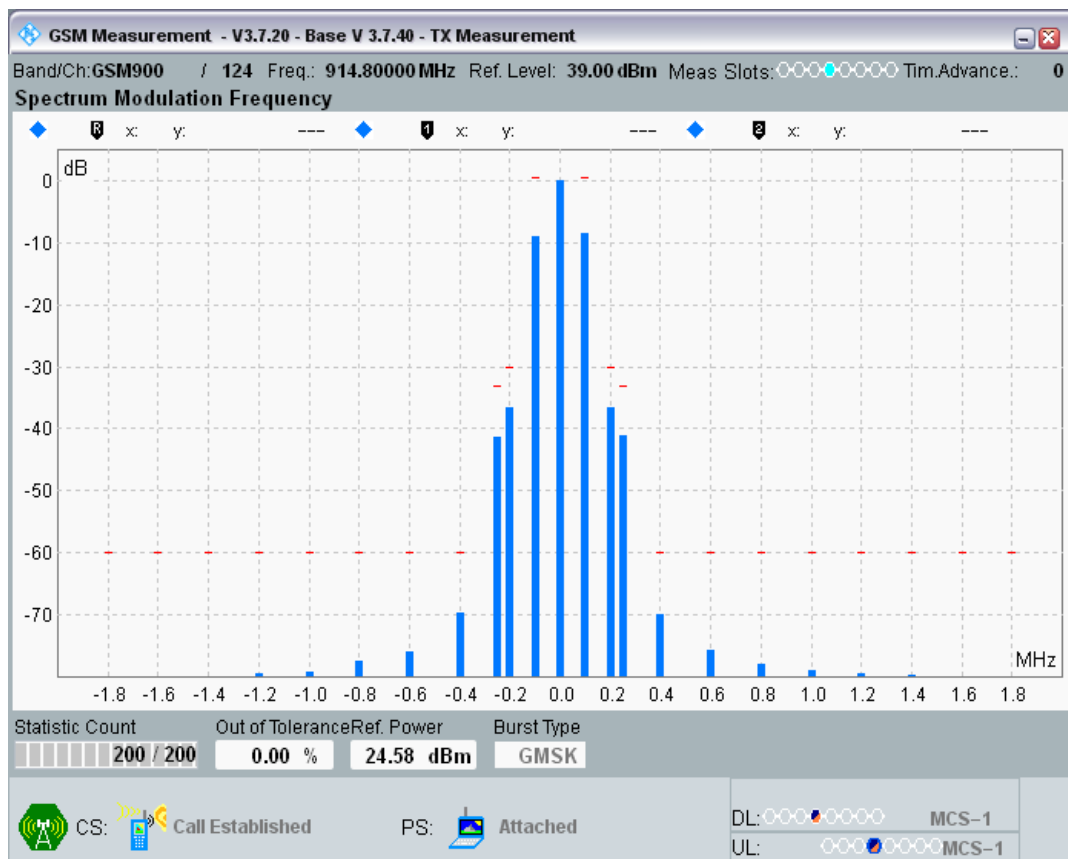 GSM Measurement - V3.7.20 - Base V 3.7.40 - TX Measurement
Band/Ch:GSM900 / 124 Freq.: 914.80000 MHz Ref. Level: 39.00 dBm Meas Slots: Tim.Advance.: 0
Spectrum Modulation Frequency
R x: y: --- 1 x: y: --- 2 x: y: ---
dB
0
-10
-20
-30
-40
-50
-60
-70
MHz
-1.8 -1.6 -1.4 -1.2 -1.0 -0.8 -0.6 -0.4 -0.2 0.0 0.2 0.4 0.6 0.8 1.0 1.2 1.4 1.6 1.8
Statistic Count Out of Tolerance Ref. Power Burst Type
200 / 200 0.00 % 24.58 dBm GMSK
CS: Call Established PS: Attached
DL: MCS-1
UL: MCS-1